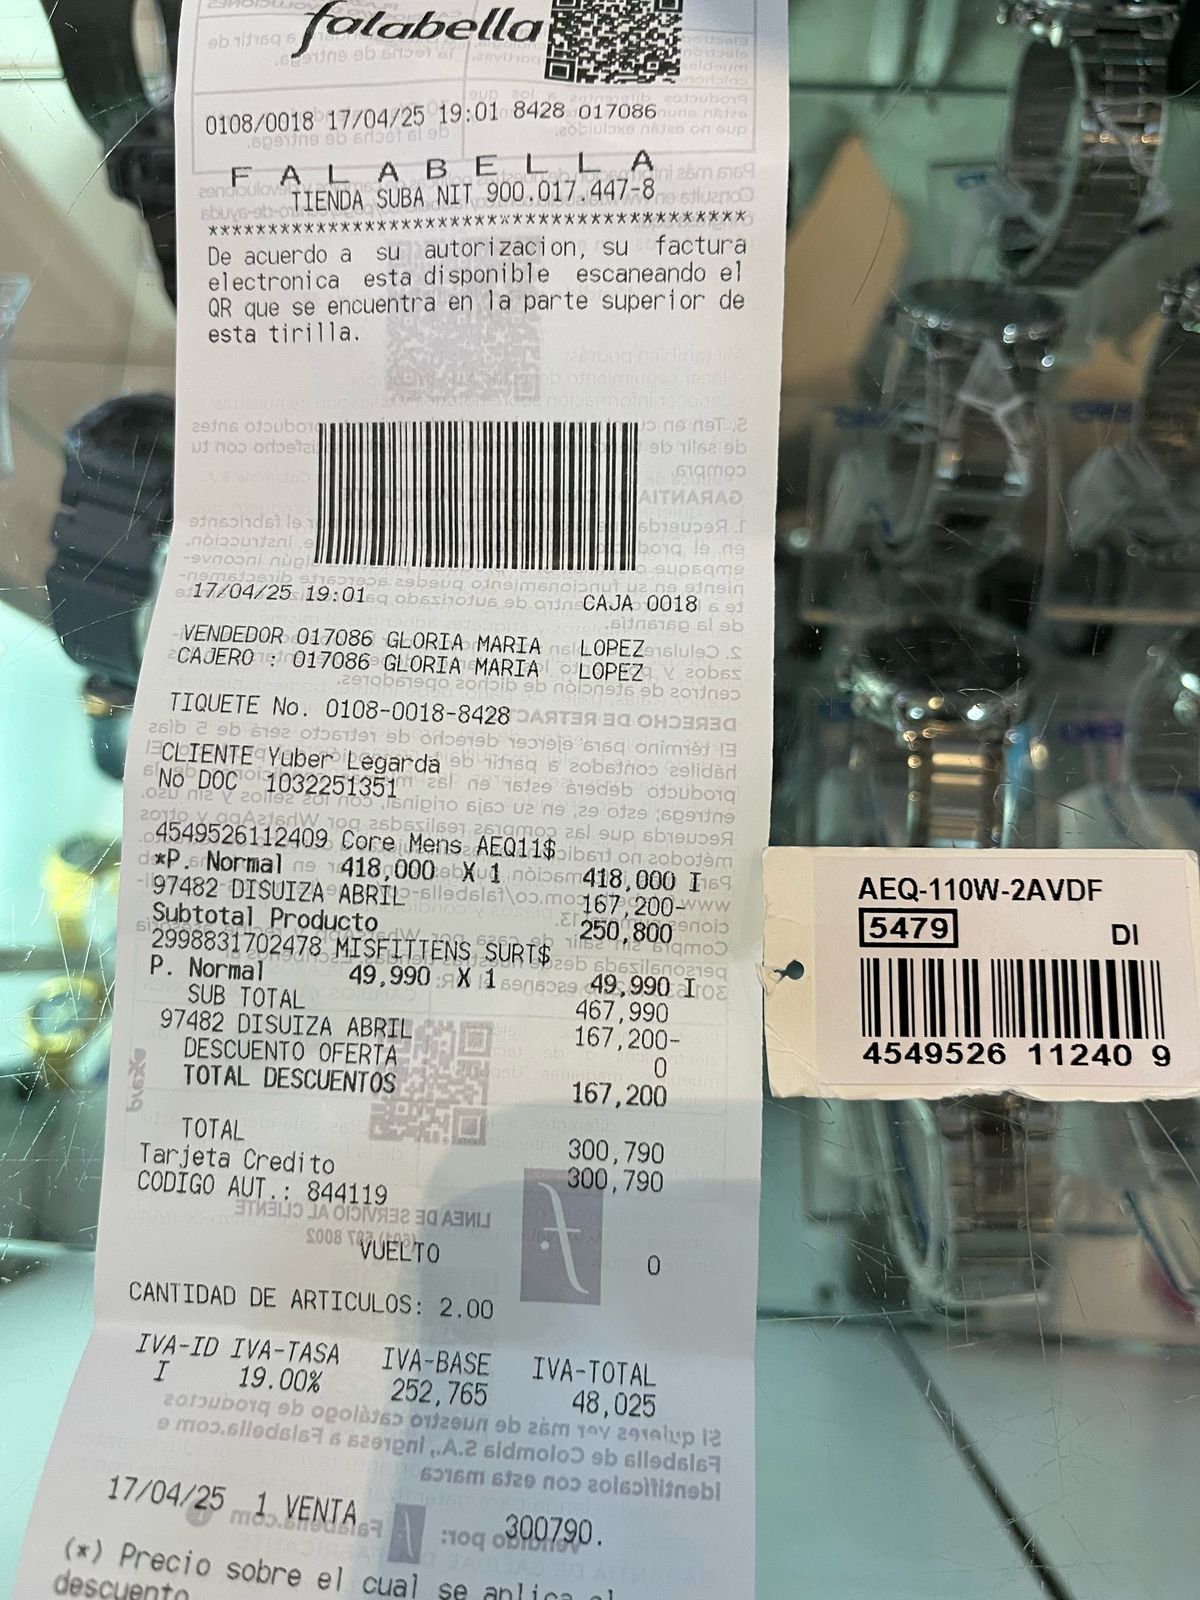 falabella
0108/0018 17/04/25 19:01 8428 017086
F A L A B E L L A
TIENDA SUBA NIT 900.017.447-8
******************************************
De acuerdo a su autorizacion, su factura
electronica esta disponible escaneando el
QR que se encuentra en la parte superior de
esta tirilla.
17/04/25 19:01 CAJA 0018
VENDEDOR 017086 GLORIA MARIA LOPEZ
CAJERO : 017086 GLORIA MARIA LOPEZ
TIQUETE No. 0108-0018-8428
CLIENTE Yuber Legarda
No DOC 1032251351
4549526112409 Core Mens AEQ11$
*P. Normal 418,000 X 1 418,000 I
97482 DISUIZA ABRIL 167,200-
Subtotal Producto 250,800
2998831702478 MISFITTENS SURT$
P. Normal 49,990 X 1 49,990 I
SUB TOTAL 467,990
97482 DISUIZA ABRIL 167,200-
DESCUENTO OFERTA 0
TOTAL DESCUENTOS 167,200
TOTAL 300,790
Tarjeta Credito 300,790
CODIGO AUT.: 844119
VUELTO 0
CANTIDAD DE ARTICULOS: 2.00
IVA-ID IVA-TASA IVA-BASE IVA-TOTAL
I 19.00% 252,765 48,025
17/04/25 1 VENTA 300790.
(*) Precio sobre el cual se aplica el
descuento
AEQ-110W-2AVDF
5479 DI
4549526 11240 9